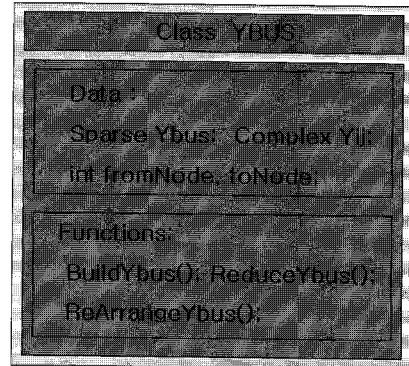 Class YBUS
Data :
Sparse Ybus; Complex Yij;
int fromNode, toNode;
Functions:
BuildYbus(); ReduceYbus();
ReArrangeYbus();